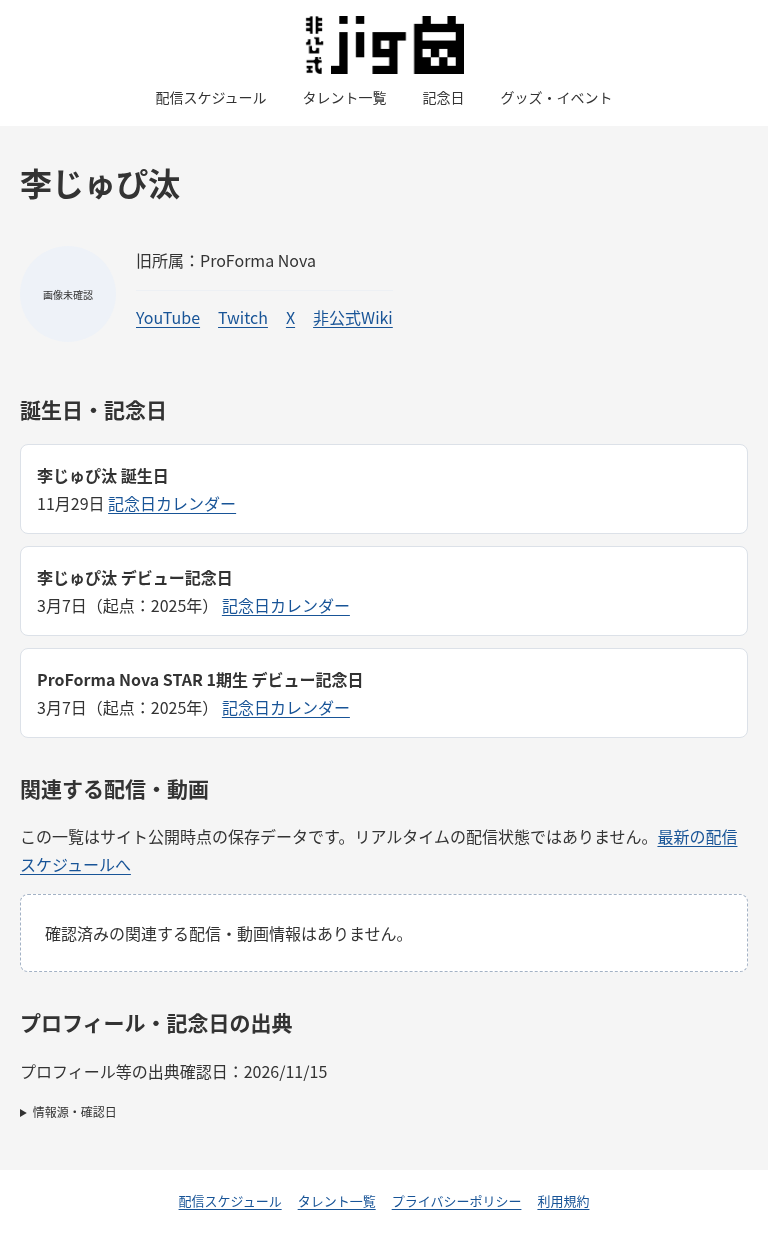 非公式 jig
配信スケジュール タレント一覧 記念日 グッズ・イベント
李じゅぴ汰
画像未確認
旧所属：ProForma Nova
YouTube Twitch X 非公式Wiki
誕生日・記念日
李じゅぴ汰 誕生日
11月29日 記念日カレンダー
李じゅぴ汰 デビュー記念日
3月7日（起点：2025年） 記念日カレンダー
ProForma Nova STAR 1期生 デビュー記念日
3月7日（起点：2025年） 記念日カレンダー
関連する配信・動画
この一覧はサイト公開時点の保存データです。リアルタイムの配信状態ではありません。最新の配信
スケジュールへ
確認済みの関連する配信・動画情報はありません。
プロフィール・記念日の出典
プロフィール等の出典確認日：2026/11/15
▶ 情報源・確認日
配信スケジュール タレント一覧 プライバシーポリシー 利用規約